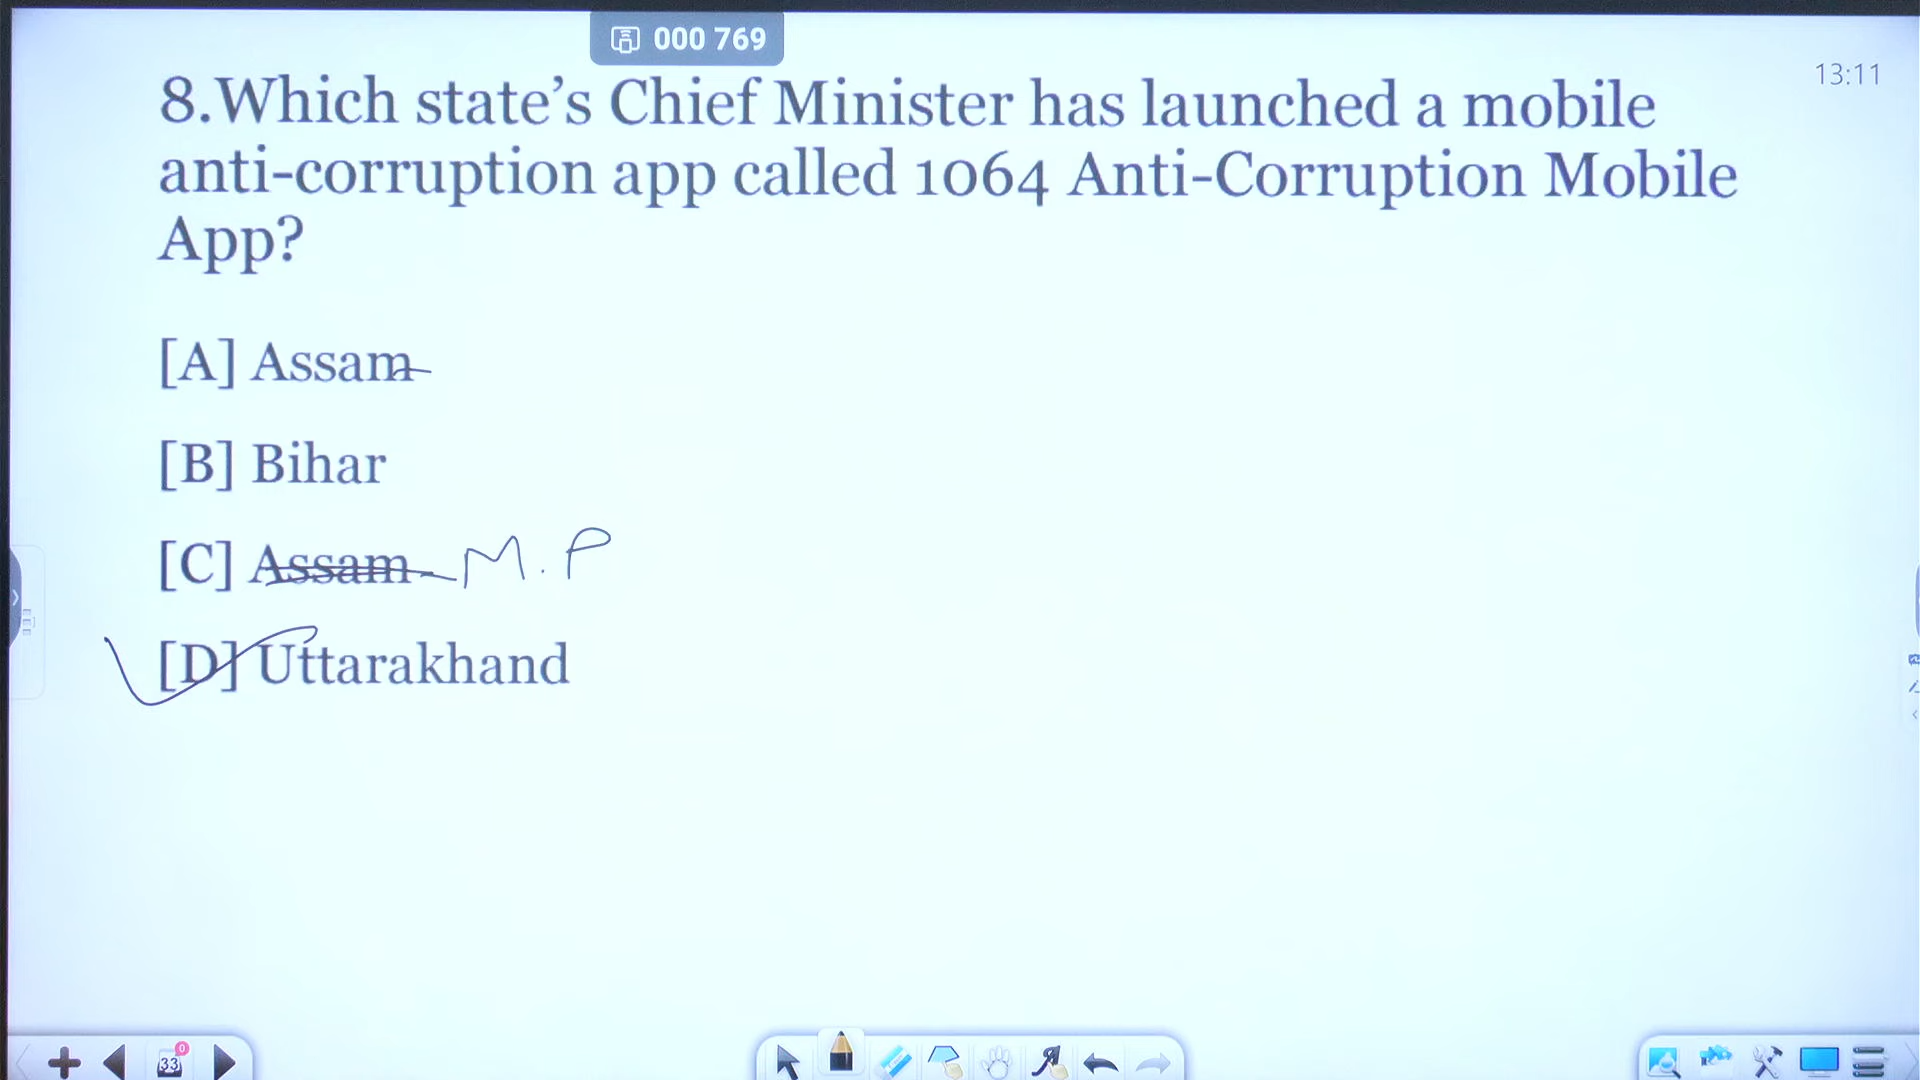 000 769
13:11
8.Which state’s Chief Minister has launched a mobile
anti-corruption app called 1064 Anti-Corruption Mobile
App?
[A] Assam
[B] Bihar
[C] Assam M.P
[D] Uttarakhand
33
0